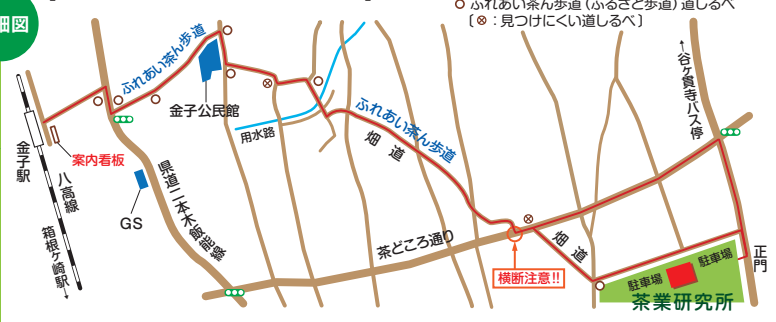 細図
○ ふれあい茶ん歩道(ふるさと歩道)道しるべ
〔⊗：見つけにくい道しるべ〕
ふれあい茶ん歩道
金子公民館
用水路
ふれあい茶ん歩道
畑道
←谷ヶ貫寺バス停
金子駅
案内看板
八高線
箱根ヶ崎駅→
GS
県道二本木飯能線
茶どころ通り
横断注意!!
畑道
駐車場
駐車場
正門
茶業研究所